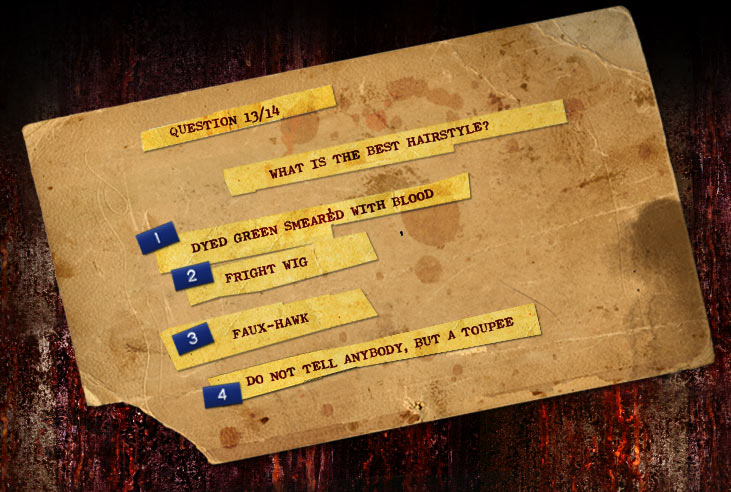 QUESTION 13/14
WHAT IS THE BEST HAIRSTYLE?
1 DYED GREEN SMEARED WITH BLOOD
2 FRIGHT WIG
3 FAUX-HAWK
4 DO NOT TELL ANYBODY, BUT A TOUPEE